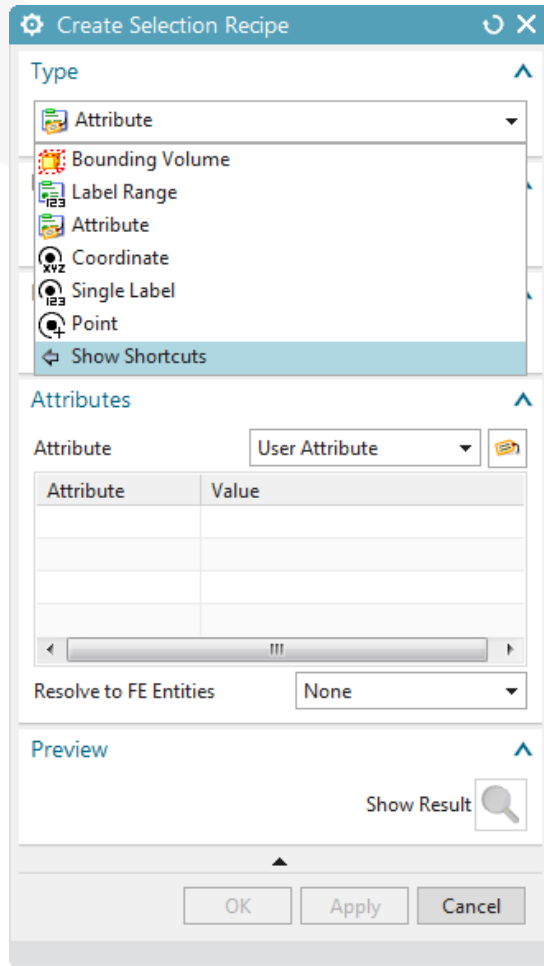 Create Selection Recipe
Type
Attribute
Bounding Volume
Label Range
Attribute
Coordinate
Single Label
Point
Show Shortcuts
Attributes
Attribute User Attribute
Attribute Value
Resolve to FE Entities None
Preview
Show Result
OK Apply Cancel